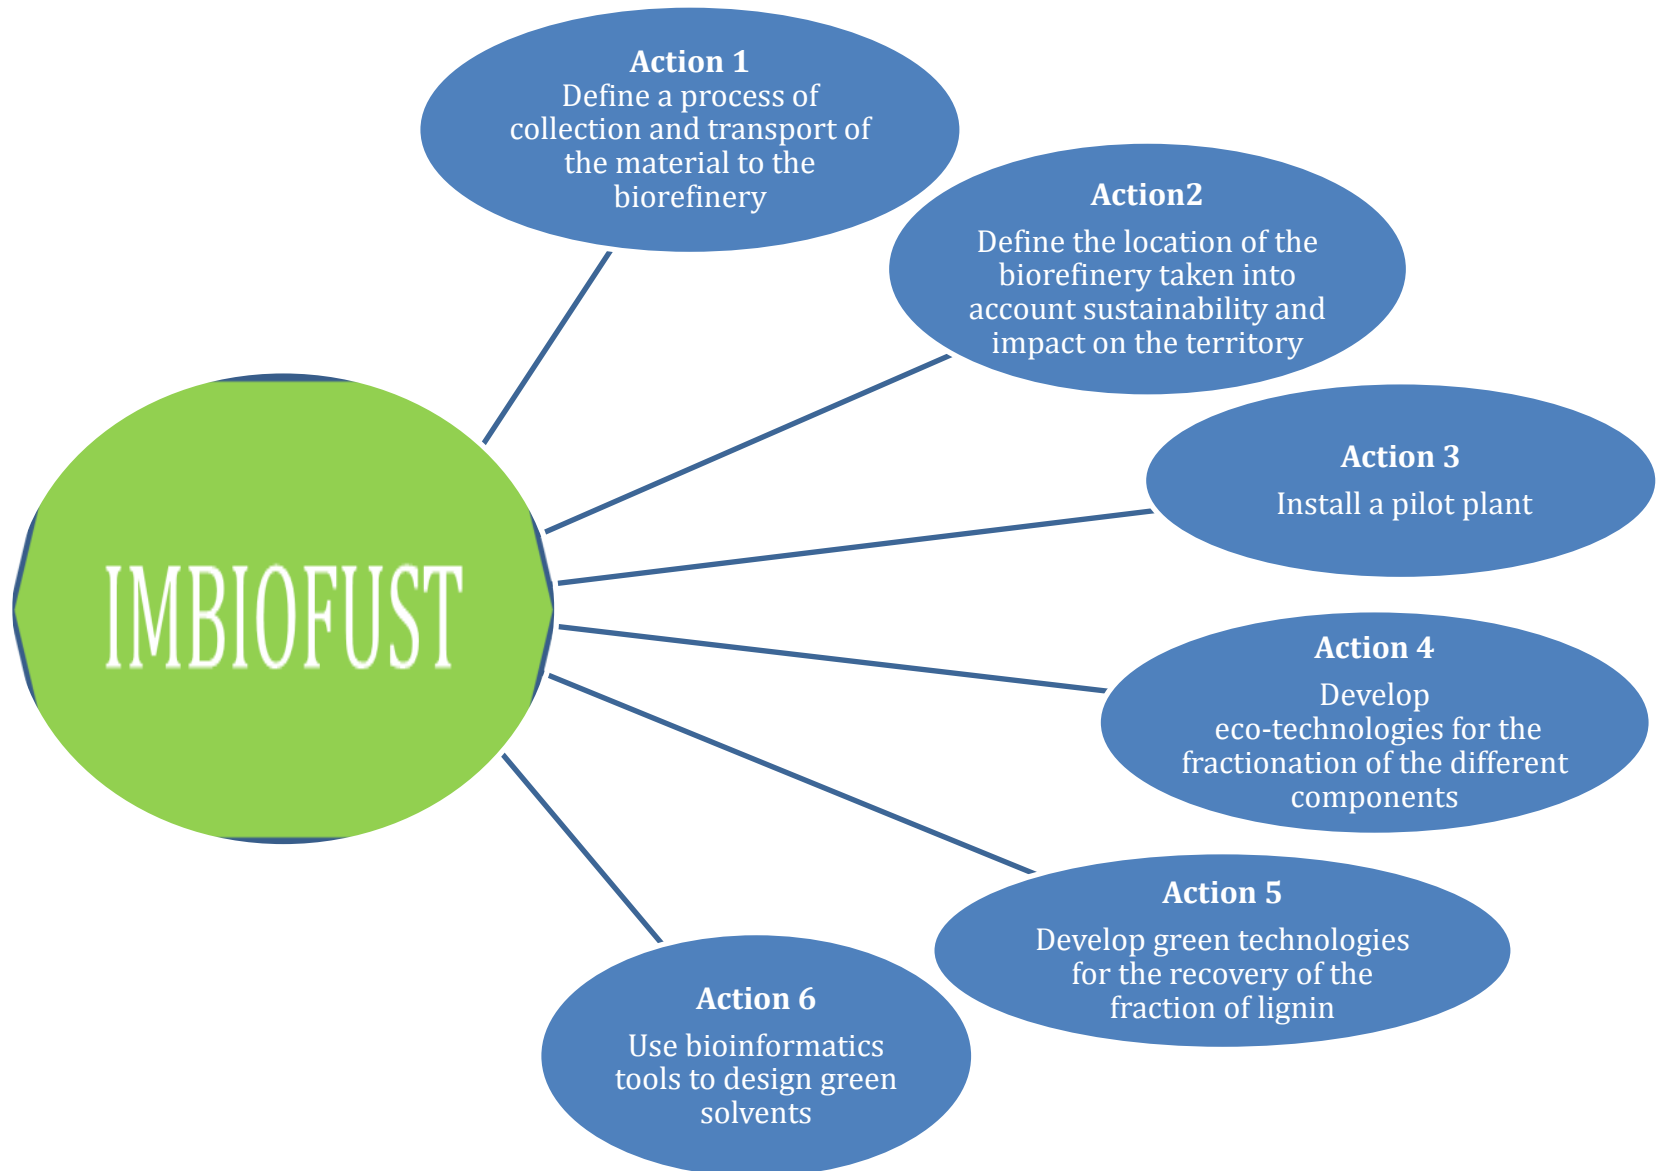 Action 1
Define a process of
collection and transport of
the material to the
biorefinery
Action2
Define the location of the
biorefinery taken into
account sustainability and
impact on the territory
Action 3
Install a pilot plant
IMBIOFUST
Action 4
Develop
eco-technologies for the
fractionation of the different
components
Action 5
Develop green technologies
for the recovery of the
fraction of lignin
Action 6
Use bioinformatics
tools to design green
solvents